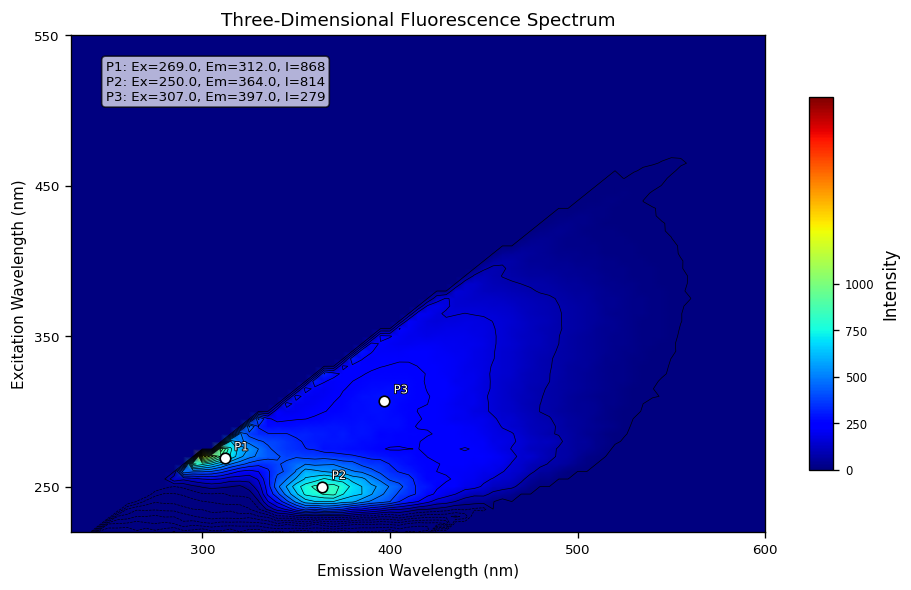 Three-Dimensional Fluorescence Spectrum
550
P1: Ex=269.0, Em=312.0, I=868
P2: Ex=250.0, Em=364.0, I=814
P3: Ex=307.0, Em=397.0, I=279
450
350
250
Excitation Wavelength (nm)
P3
P1
P2
300
400
500
600
Emission Wavelength (nm)
1000
750
500
250
0
Intensity